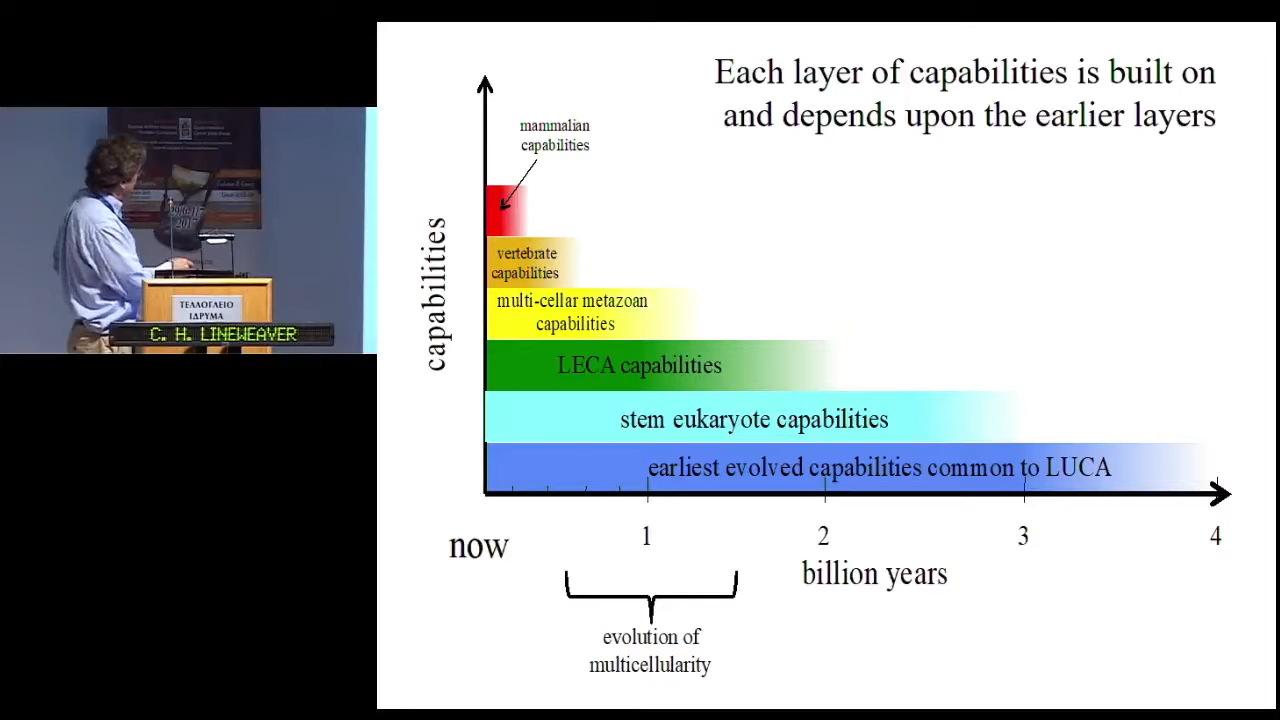 Each layer of capabilities is built on
and depends upon the earlier layers
mammalian
capabilities
capabilities
vertebrate
capabilities
multi-cellar metazoan
capabilities
LECA capabilities
stem eukaryote capabilities
earliest evolved capabilities common to LUCA
now
1
2
3
4
billion years
evolution of
multicellularity
2017
ΤΕΛΛΟΓΛΕΙΟ
ΙΔΡΥΜΑ
C. H. LINEWEAVER